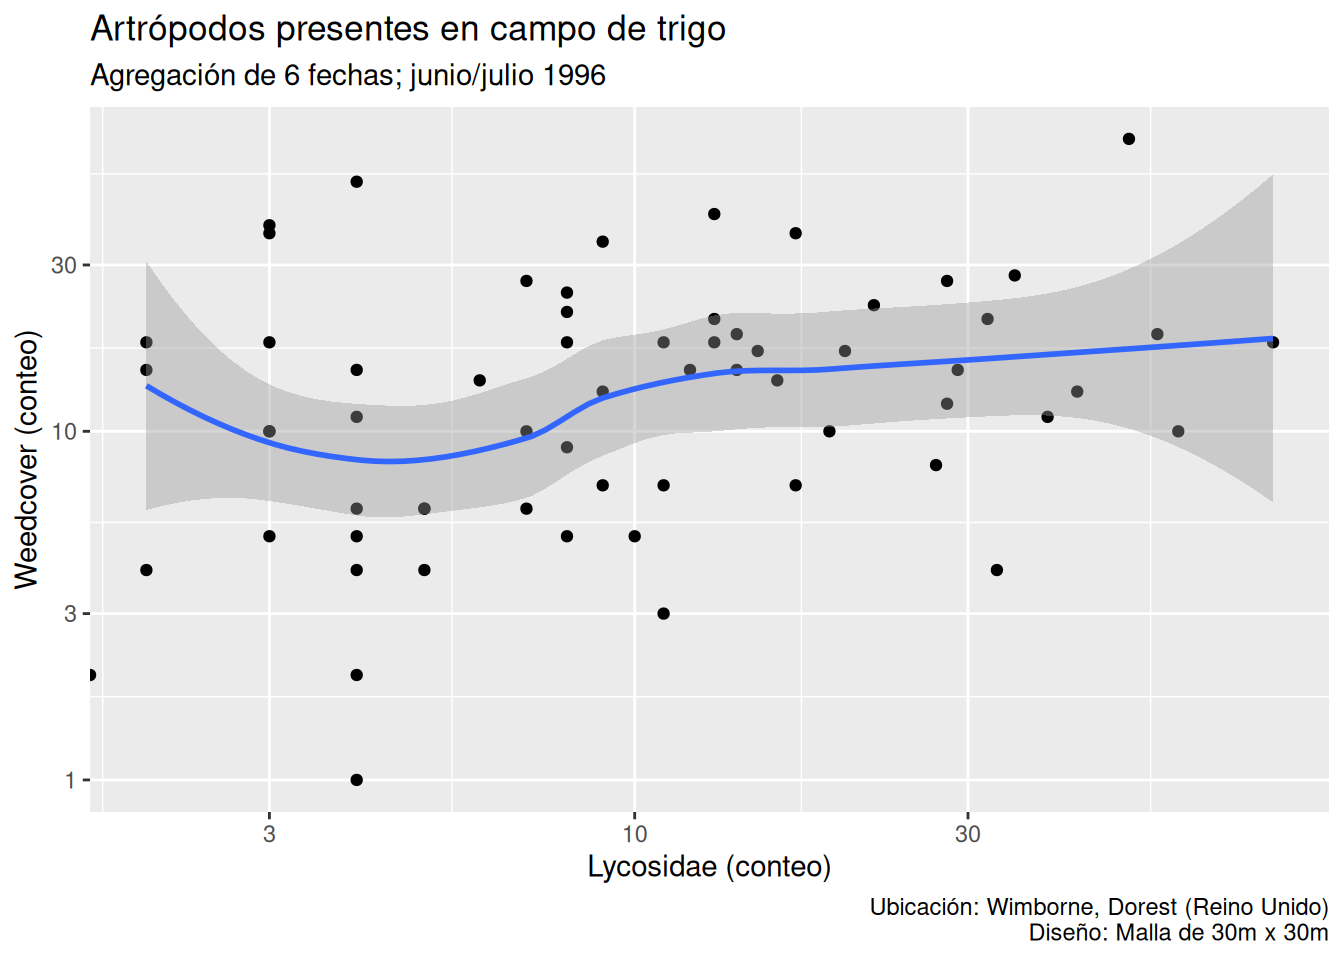 Artrópodos presentes en campo de trigo
Agregación de 6 fechas; junio/julio 1996
Weedcover (conteo)
30
10
3
1
3
10
30
Lycosidae (conteo)
Ubicación: Wimborne, Dorest (Reino Unido)
Diseño: Malla de 30m x 30m